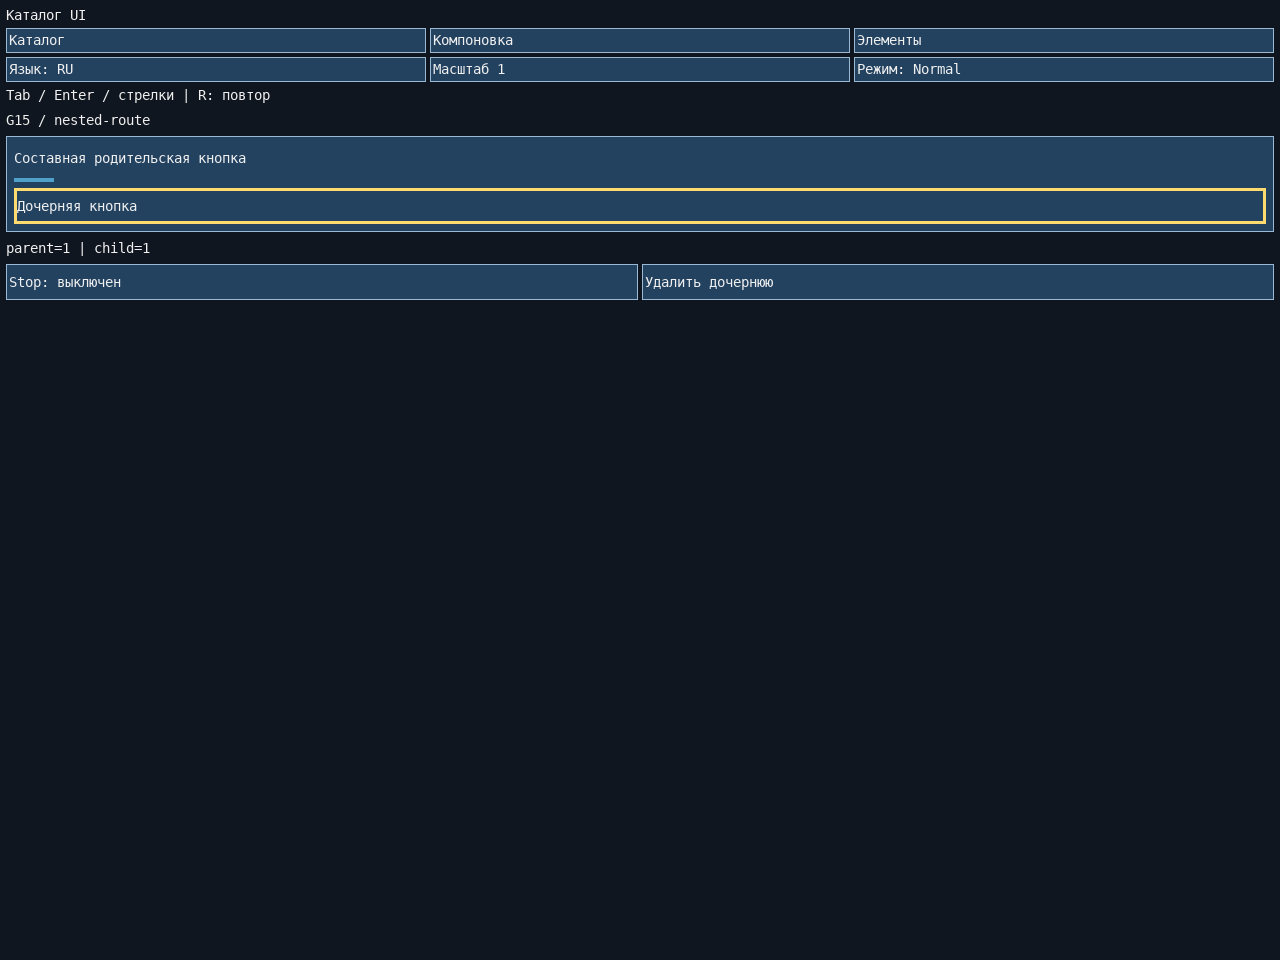 Каталог UI
Каталог
Компоновка
Элементы
Язык: RU
Масштаб 1
Режим: Normal
Tab / Enter / стрелки | R: повтор
G15 / nested-route
Составная родительская кнопка
Дочерняя кнопка
parent=1 | child=1
Stop: выключен
Удалить дочернюю